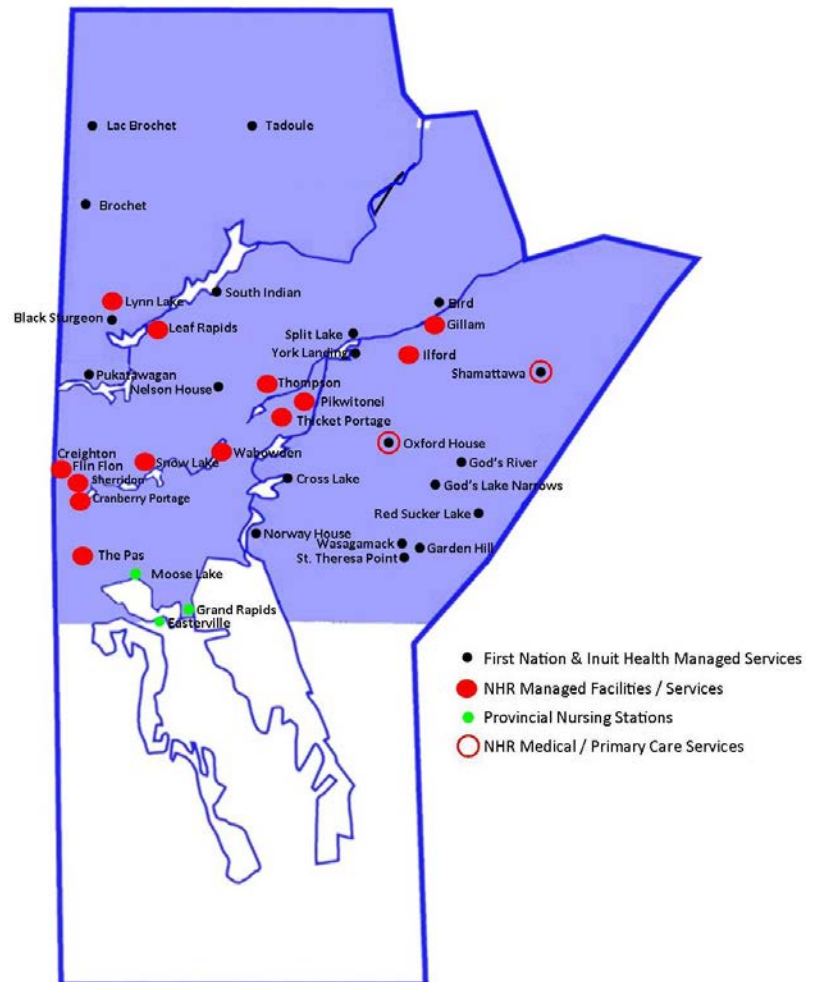 Lac Brochet
Tadoule
Brochet
South Indian
Lynn Lake
Bird
Black Sturgeon
Leaf Rapids
Gillam
Split Lake
York Landing
Ilford
Pukatawagan
Nelson House
Thompson
Shamattawa
Pikwitonei
Thicket Portage
Oxford House
Creighton
Flin Flon
Snow Lake
Wabowden
God's River
Sherridon
Cross Lake
God's Lake Narrows
Cranberry Portage
Red Sucker Lake
Norway House
Wasagamack
Garden Hill
St. Theresa Point
The Pas
Moose Lake
Grand Rapids
Easterville
First Nation & Inuit Health Managed Services
NHR Managed Facilities / Services
Provincial Nursing Stations
NHR Medical / Primary Care Services